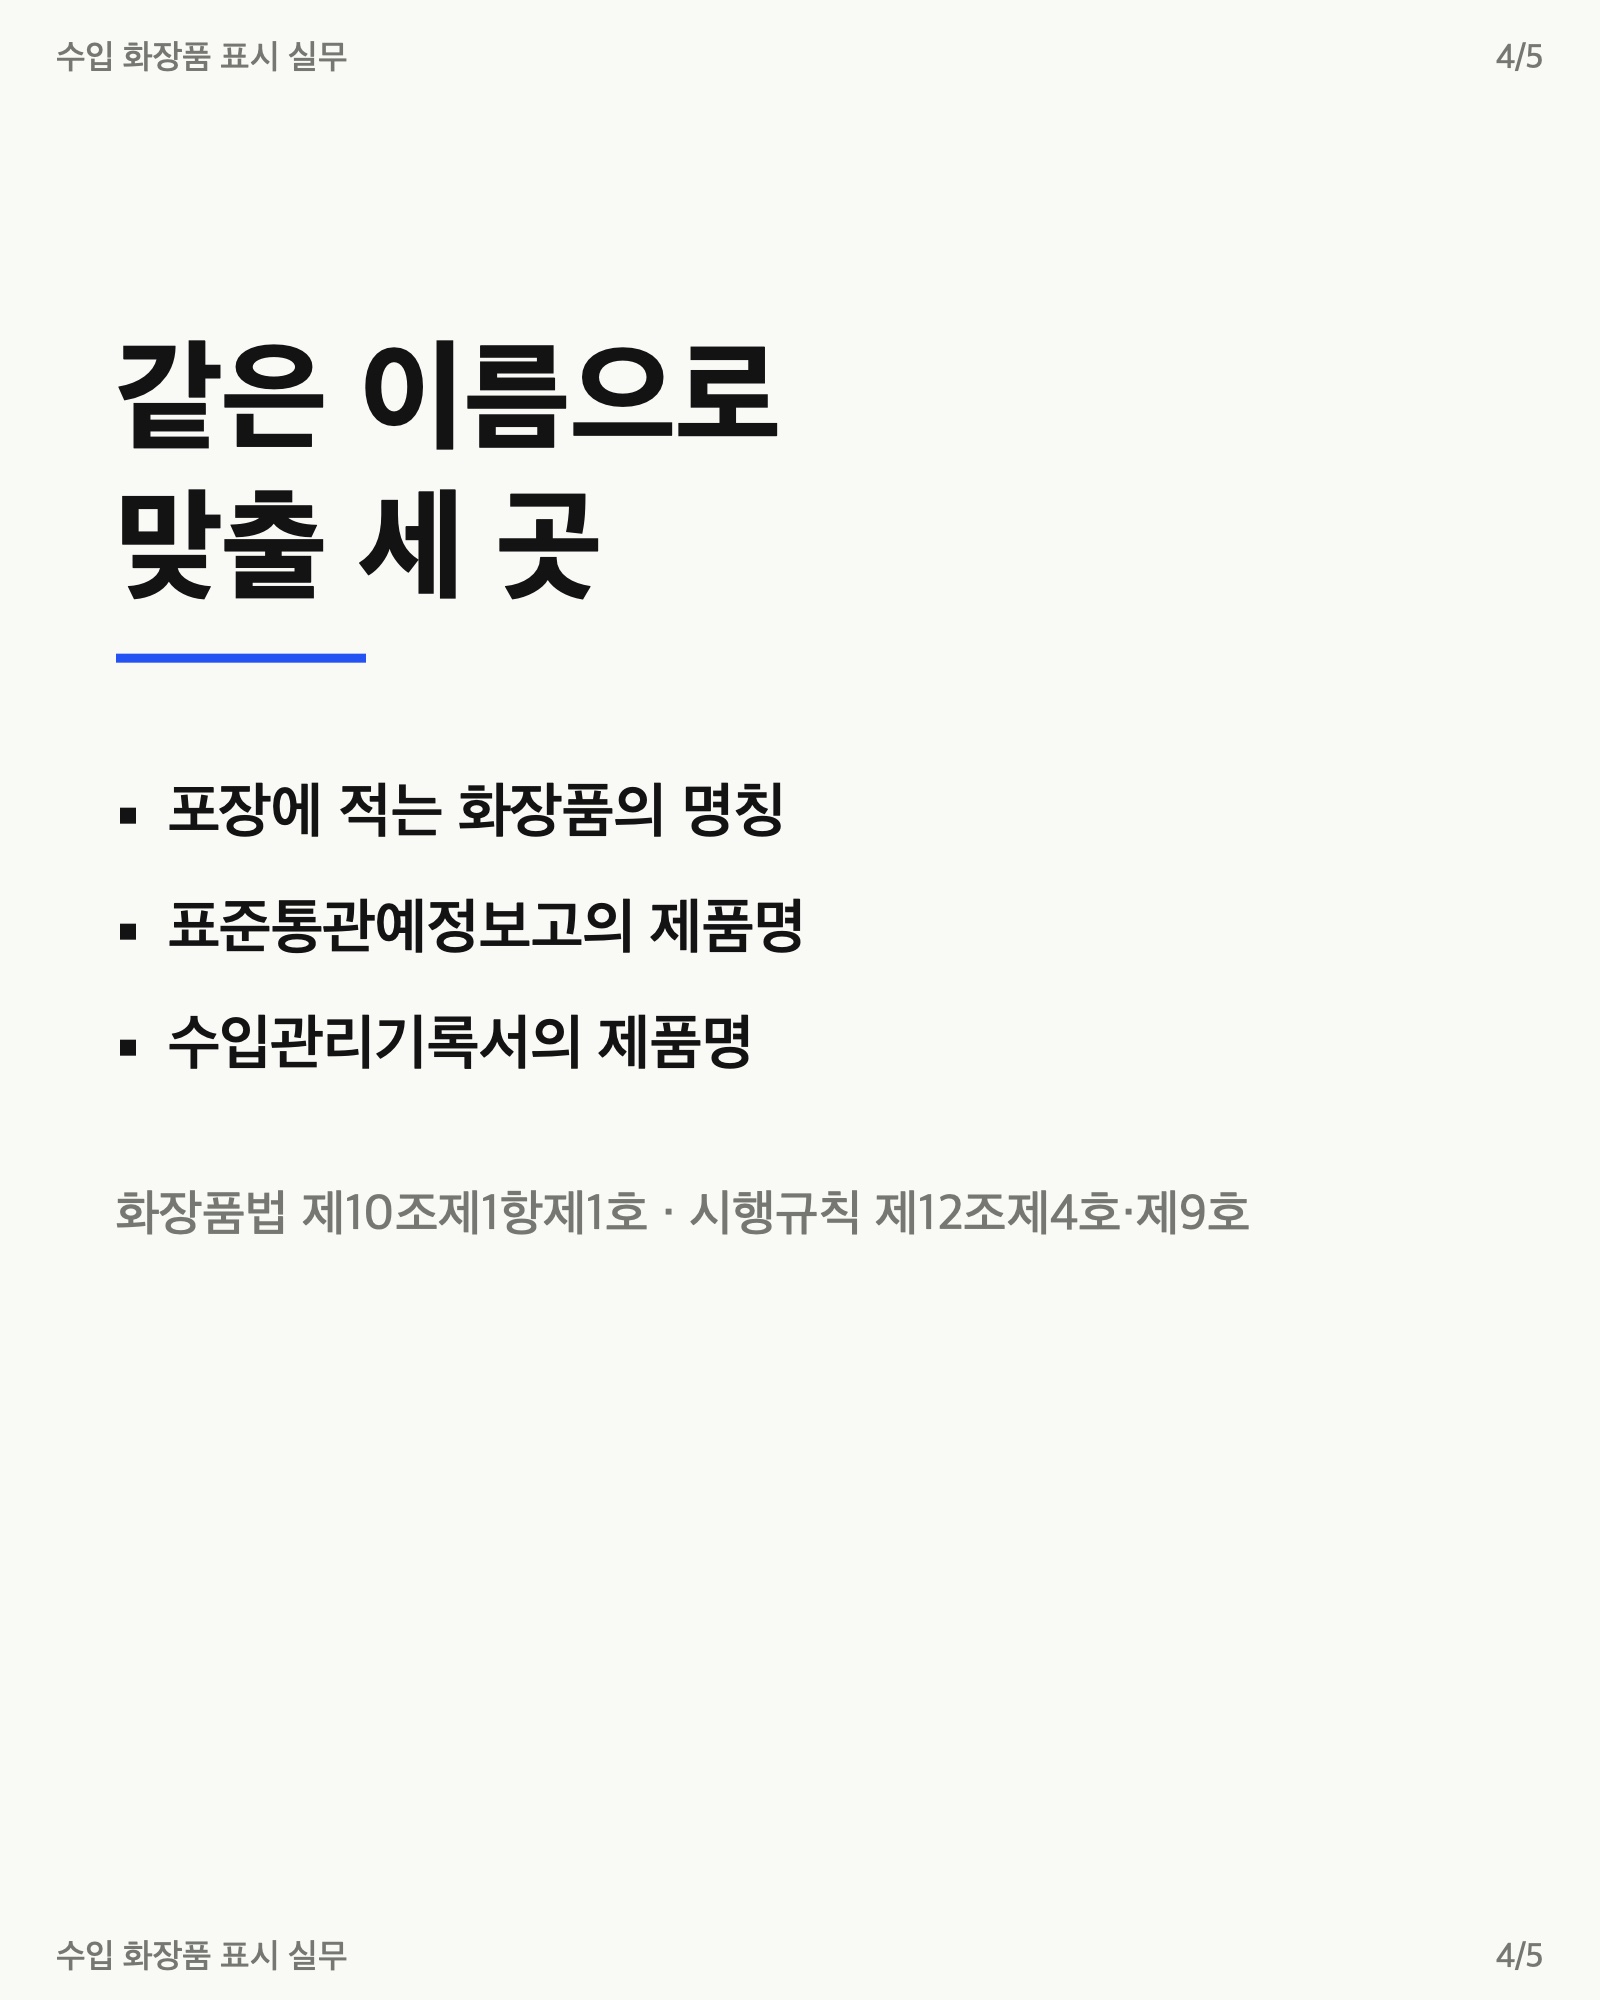 수입 화장품 표시 실무
4/5
같은 이름으로
맞출 세 곳
▪ 포장에 적는 화장품의 명칭
▪ 표준통관예정보고의 제품명
▪ 수입관리기록서의 제품명
화장품법 제10조제1항제1호 · 시행규칙 제12조제4호·제9호
수입 화장품 표시 실무
4/5